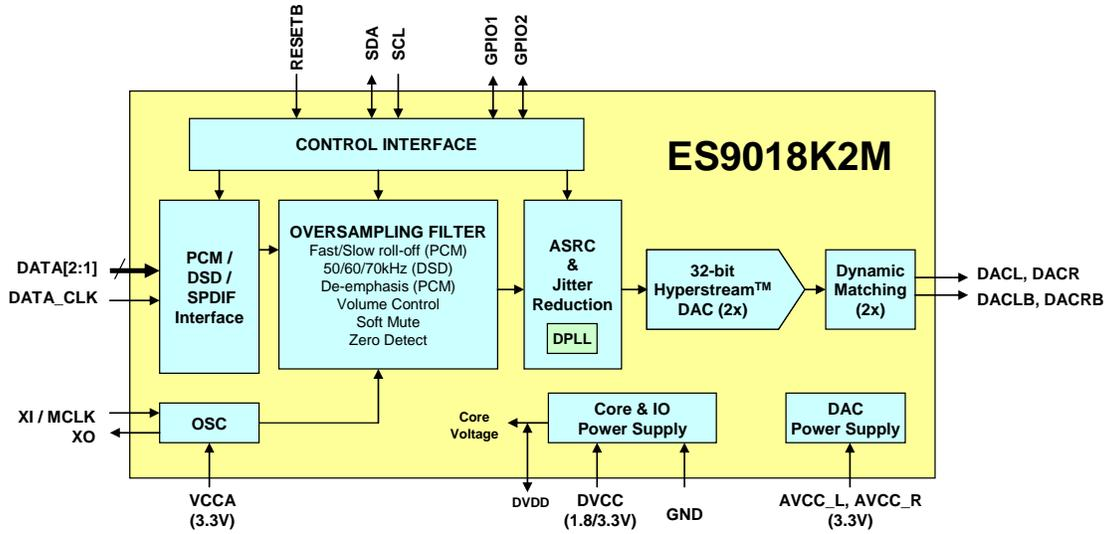 RESETB
SDA
SCL
GPIO1
GPIO2
CONTROL INTERFACE
ES9018K2M
DATA[2:1]
DATA_CLK
PCM /
DSD /
SPDIF
Interface
OVERSAMPLING FILTER
Fast/Slow roll-off (PCM)
50/60/70kHz (DSD)
De-emphasis (PCM)
Volume Control
Soft Mute
Zero Detect
ASRC
&
Jitter
Reduction
DPLL
32-bit
Hyperstream™
DAC (2x)
Dynamic
Matching
(2x)
DACL, DACR
DACLB, DACRB
XI / MCLK
XO
OSC
Core
Voltage
Core & IO
Power Supply
DAC
Power Supply
VCCA
(3.3V)
DVDD
DVCC
(1.8/3.3V)
GND
AVCC_L, AVCC_R
(3.3V)